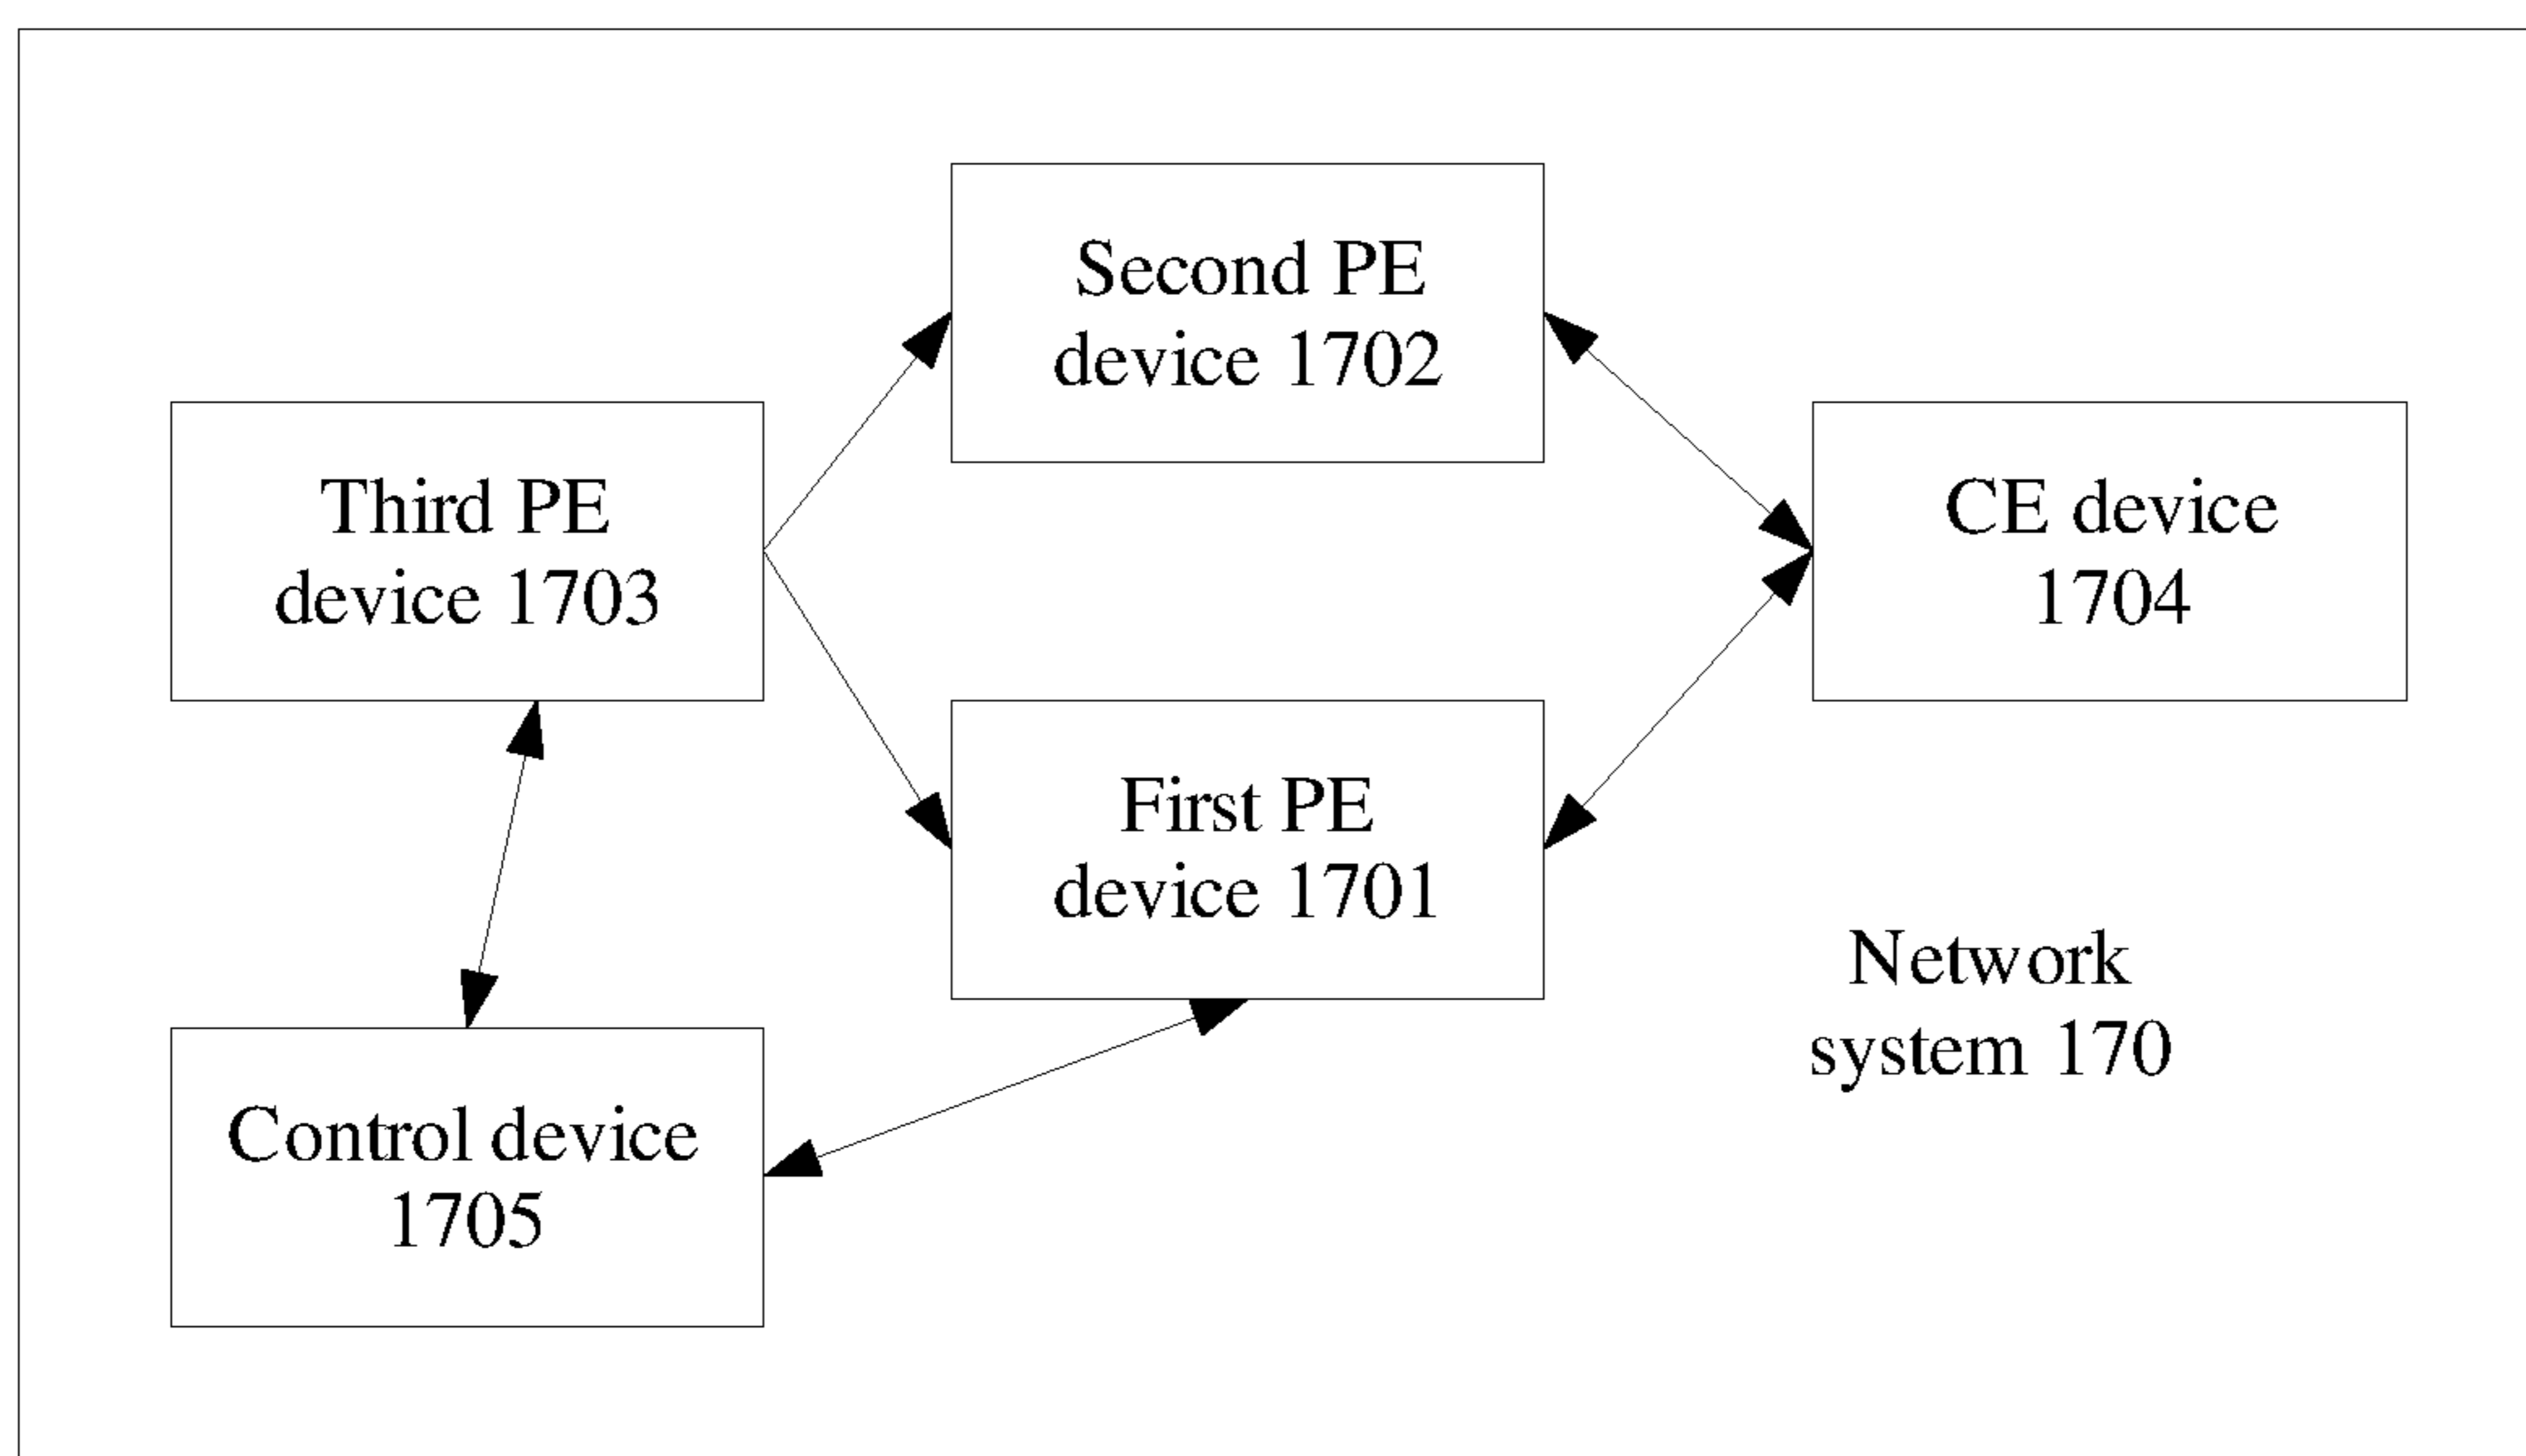 Second PE
device 1702
Third PE
device 1703
CE device
1704
First PE
device 1701
Network
system 170
Control device
1705